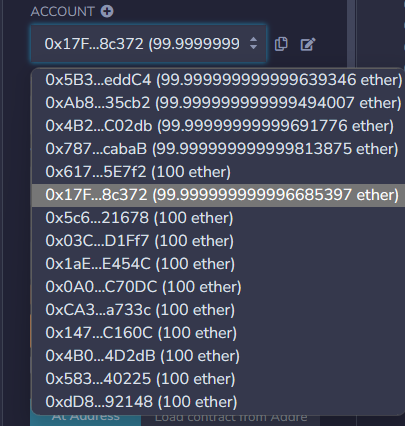 ACCOUNT
0x17F...8c372 (99.9999999
0x5B3...eddC4 (99.999999999999639346 ether)
0xAb8...35cb2 (99.999999999999494007 ether)
0x4B2...C02db (99.99999999999691776 ether)
0x787...cabaB (99.999999999999813875 ether)
0x617...5E7f2 (100 ether)
0x17F...8c372 (99.999999999996685397 ether)
0x5c6...21678 (100 ether)
0x03C...D1Ff7 (100 ether)
0x1aE...E454C (100 ether)
0x0A0...C70DC (100 ether)
0xCA3...a733c (100 ether)
0x147...C160C (100 ether)
0x4B0...4D2dB (100 ether)
0x583...40225 (100 ether)
0xdD8...92148 (100 ether)
At Address Load contract from Addre